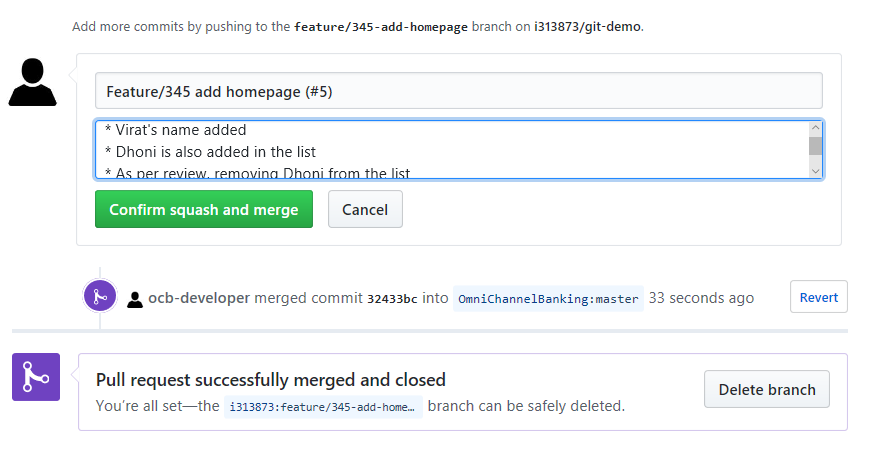 Add more commits by pushing to the feature/345-add-homepage branch on i313873/git-demo.
Feature/345 add homepage (#5)
* Virat's name added
* Dhoni is also added in the list
* As per review, removing Dhoni from the list
Confirm squash and merge
Cancel
ocb-developer merged commit 32433bc into OmniChannelBanking:master 33 seconds ago
Revert
Pull request successfully merged and closed
You're all set—the i313873:feature/345-add-home… branch can be safely deleted.
Delete branch